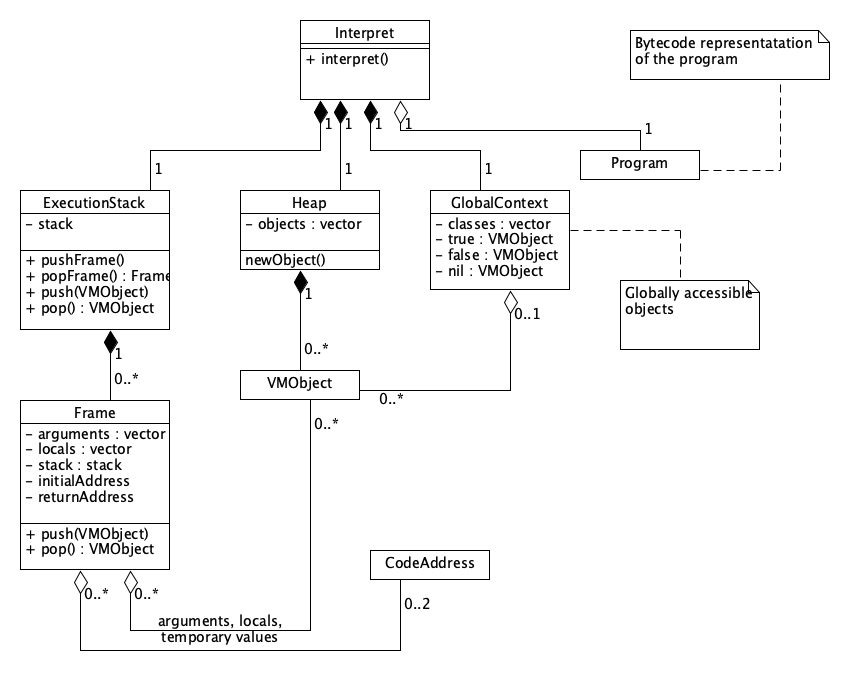 Interpret
+ interpret()
Bytecode representatation
of the program
1
1
1
1
1
Program
1
1
1
ExecutionStack
- stack
+ pushFrame()
+ popFrame() : Frame
+ push(VMObject)
+ pop() : VMObject
Heap
- objects : vector
newObject()
GlobalContext
- classes : vector
- true : VMObject
- false : VMObject
- nil : VMObject
Globally accessible
objects
1
0..1
1
0..*
0..*
VMObject
0..*
0..*
Frame
- arguments : vector
- locals : vector
- stack : stack
- initialAddress
- returnAddress
+ push(VMObject)
+ pop() : VMObject
CodeAddress
0..*
0..*
0..2
arguments, locals,
temporary values